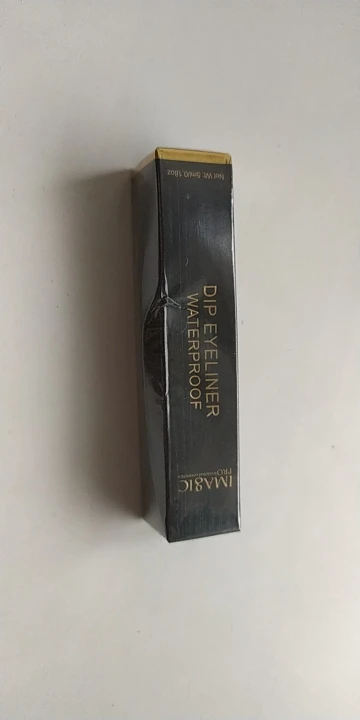 Net Wt. 5ml/0.18oz
DIP EYELINER
WATERPROOF
IMAGIC
PRO